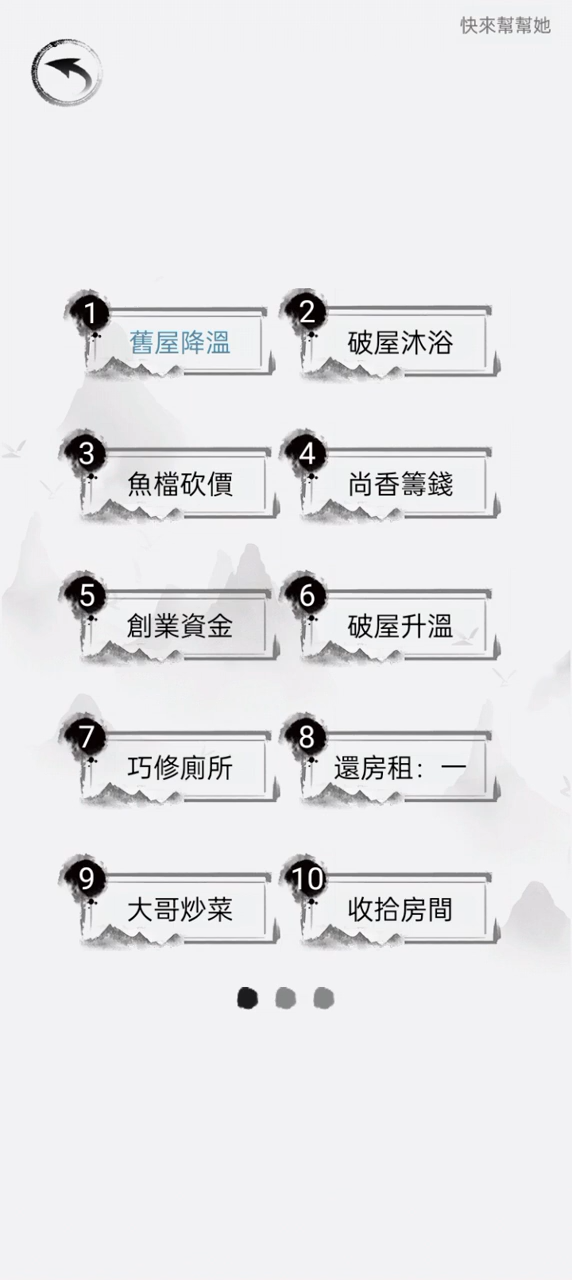 快來幫幫她
1
舊屋降溫
2
破屋沐浴
3
魚檔砍價
4
尚香籌錢
5
創業資金
6
破屋升溫
7
巧修廁所
8
還房租：一
9
大哥炒菜
10
收拾房間